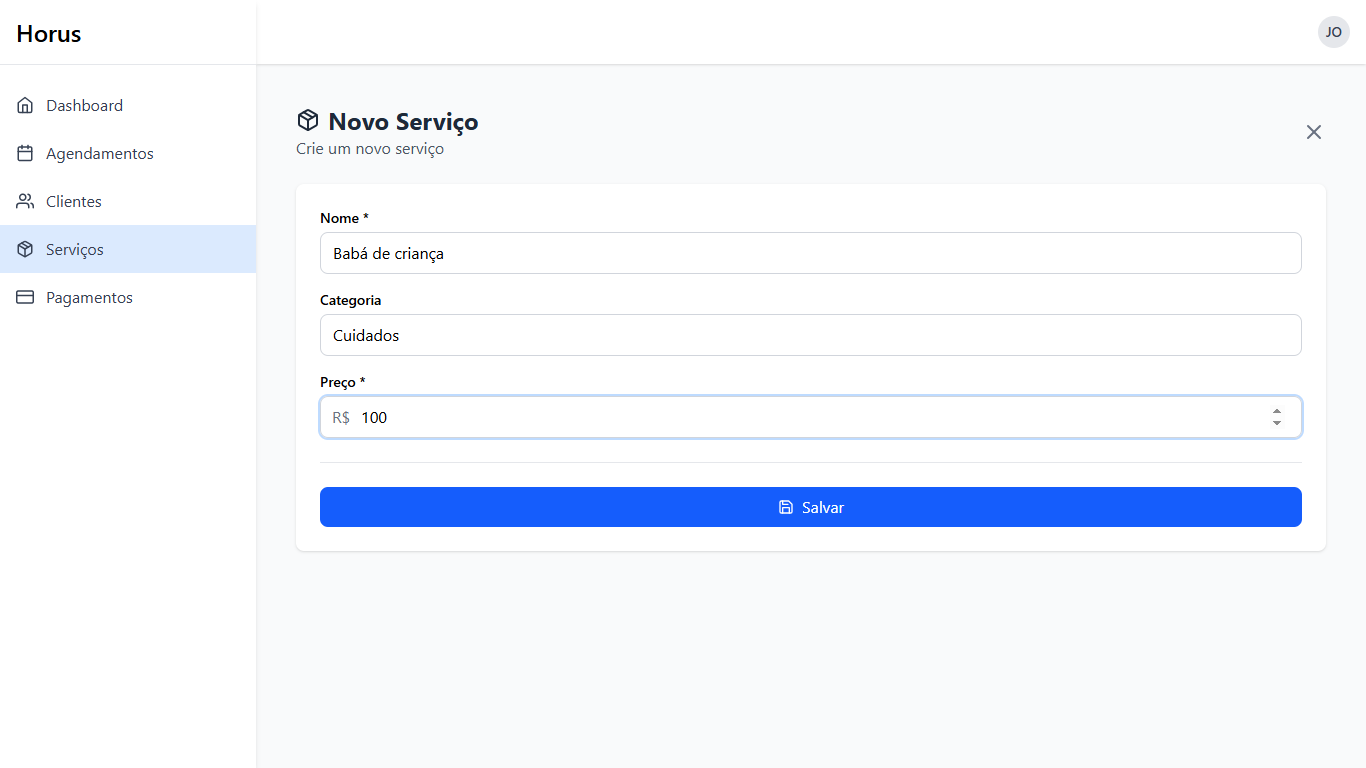 Horus
JO
Dashboard
Agendamentos
Clientes
Serviços
Pagamentos
Novo Serviço
Crie um novo serviço
Nome *
Babá de criança
Categoria
Cuidados
Preço *
R$ 100
Salvar